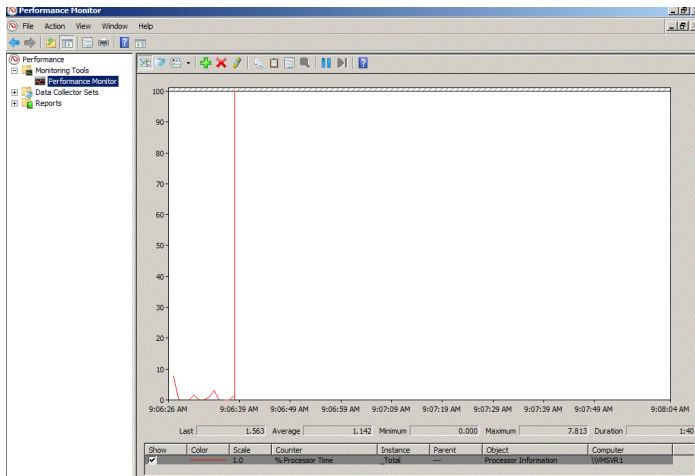 Performance Monitor
File Action View Window Help
Performance
Monitoring Tools
Performance Monitor
Data Collector Sets
Reports
100
90
80
70
60
50
40
30
20
10
0
9:06:26 AM 9:06:39 AM 9:06:49 AM 9:06:59 AM 9:07:09 AM 9:07:19 AM 9:07:29 AM 9:07:39 AM 9:07:49 AM 9:08:04 AM
Last 1.563 Average 1.142 Minimum 0.000 Maximum 7.813 Duration 1:40
Show Color Scale Counter Instance Parent Object Computer
1.0 % Processor Time _Total --- Processor Information \\VMSVR1